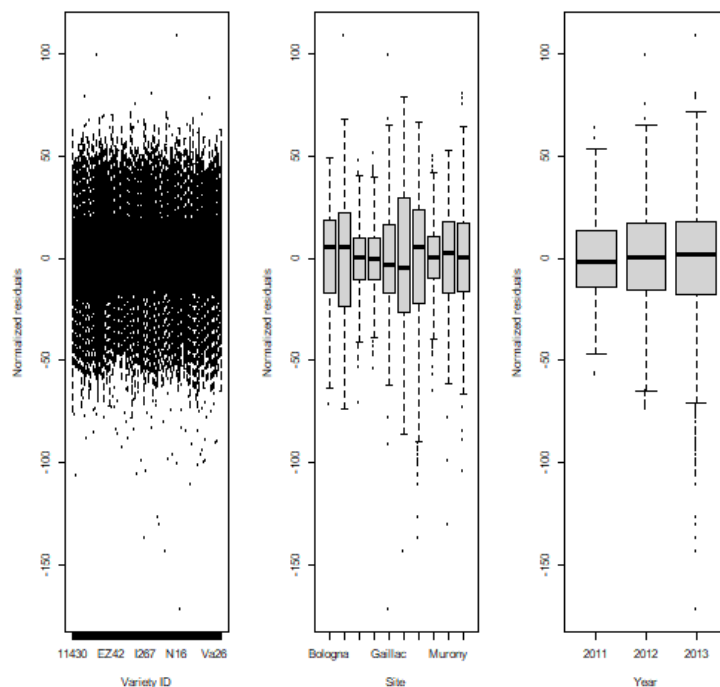 100
50
0
-50
-100
-150
Normalized residuals
11430 EZ42 I267 N16 Va26
Variety ID
100
50
0
-50
-100
-150
Normalized residuals
Bologna Gaillac Murony
Site
100
50
0
-50
-100
-150
Normalized residuals
2011 2012 2013
Year